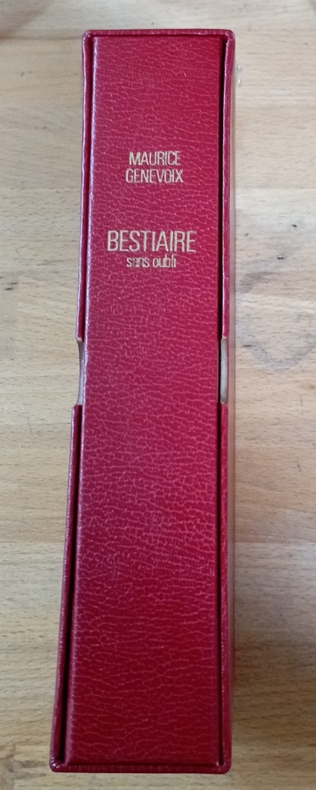 MAURICE
GENEVOIX
BESTIAIRE
sans oubli